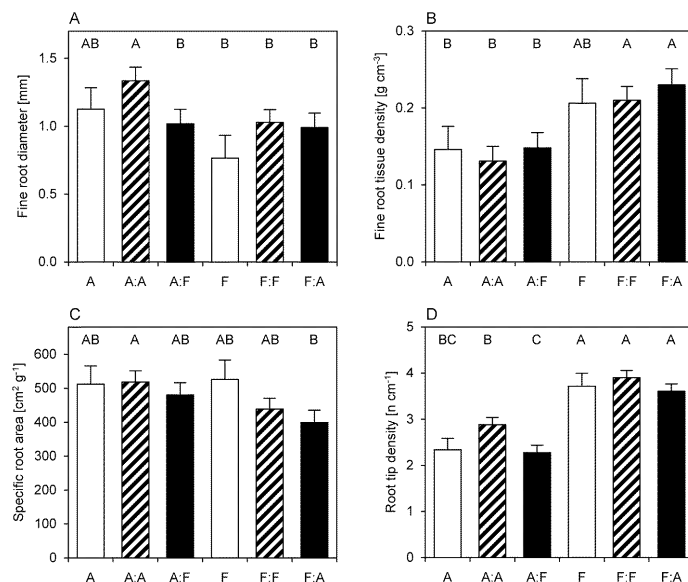 A
Fine root diameter [mm]
1.5
1.0
0.5
0.0
AB A B B B B
A A:A A:F F F:F F:A
B
Fine root tissue density [g cm⁻³]
0.3
0.2
0.1
0.0
B B B AB A A
A A:A A:F F F:F F:A
C
Specific root area [cm² g⁻¹]
600
500
400
300
200
100
0
AB A AB AB AB B
A A:A A:F F F:F F:A
D
Root tip density [n cm⁻¹]
5
4
3
2
1
0
BC B C A A A
A A:A A:F F F:F F:A